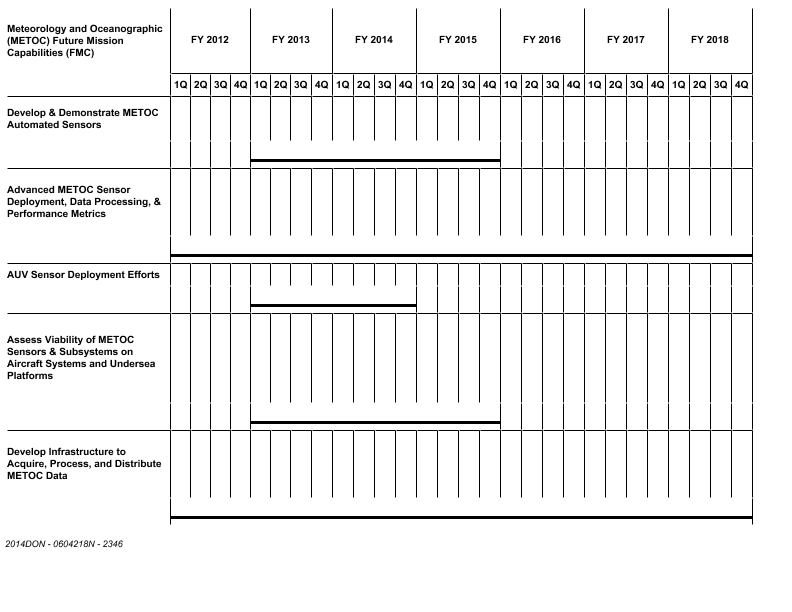 Meteorology and Oceanographic
(METOC) Future Mission
Capabilities (FMC)
FY 2012 FY 2013 FY 2014 FY 2015 FY 2016 FY 2017 FY 2018
1Q 2Q 3Q 4Q 1Q 2Q 3Q 4Q 1Q 2Q 3Q 4Q 1Q 2Q 3Q 4Q 1Q 2Q 3Q 4Q 1Q 2Q 3Q 4Q 1Q 2Q 3Q 4Q
Develop & Demonstrate METOC
Automated Sensors
Advanced METOC Sensor
Deployment, Data Processing, &
Performance Metrics
AUV Sensor Deployment Efforts
Assess Viability of METOC
Sensors & Subsystems on
Aircraft Systems and Undersea
Platforms
Develop Infrastructure to
Acquire, Process, and Distribute
METOC Data
2014DON - 0604218N - 2346